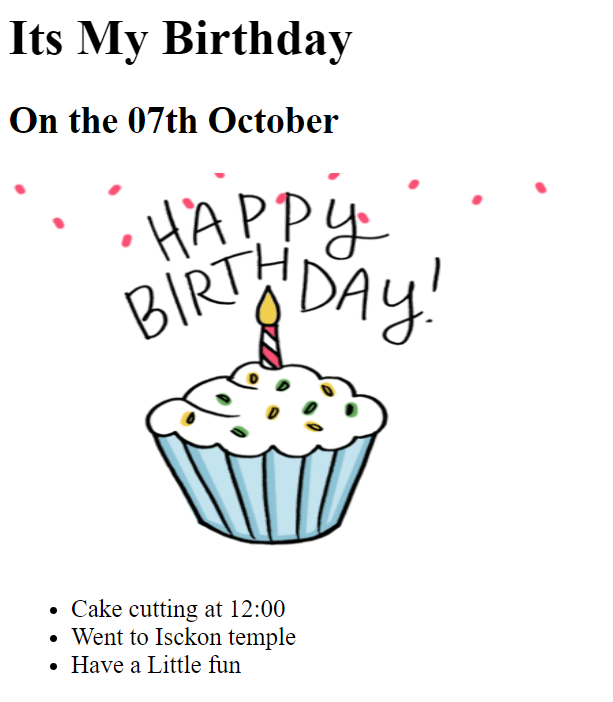 Its My Birthday
On the 07th October
HAPPY
BIRTHDAY!
Cake cutting at 12:00
Went to Isckon temple
Have a Little fun